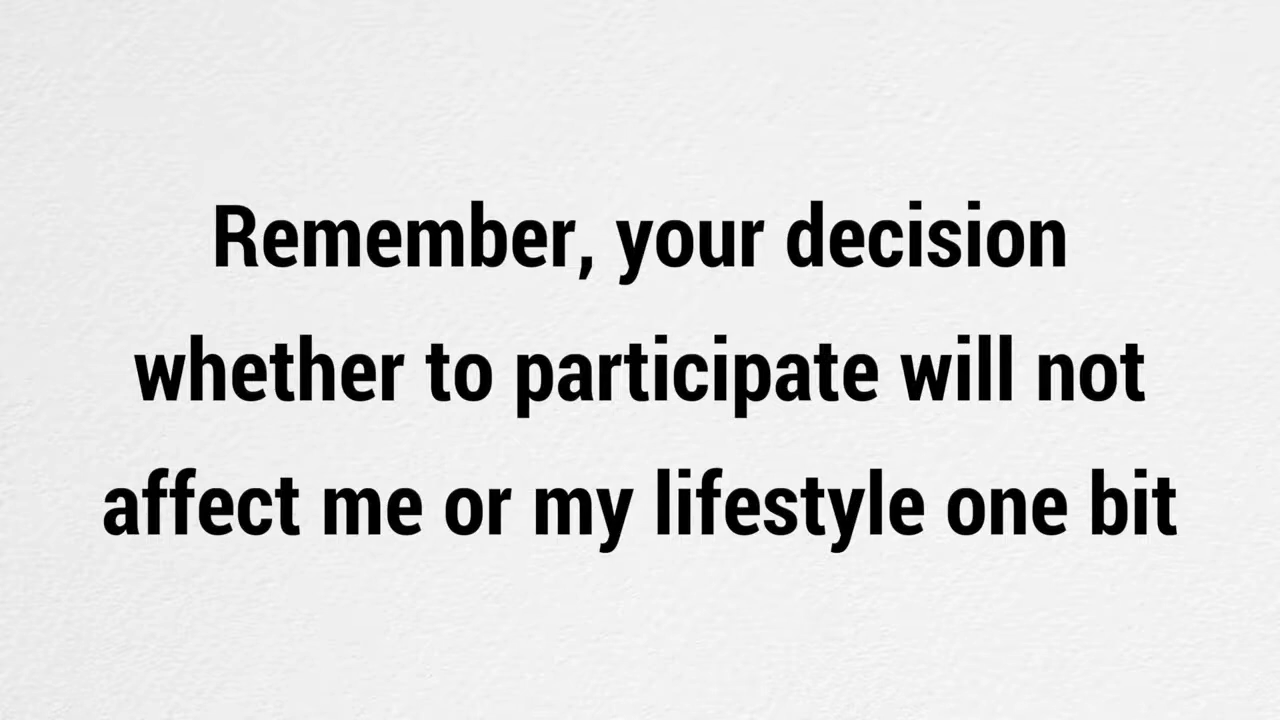 Remember, your decision
whether to participate will not
affect me or my lifestyle one bit